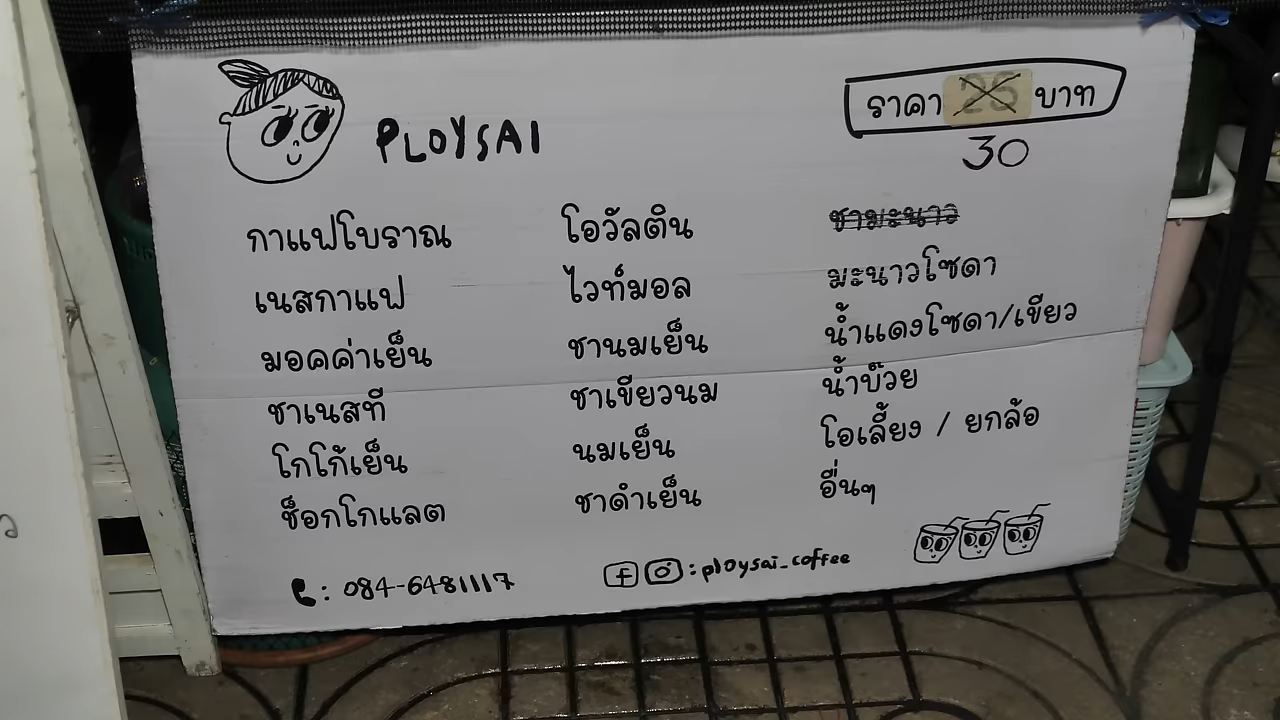 PLOYSAI
ราคา 25 บาท
30
กาแฟโบราณ
เนสกาแฟ
มอคค่าเย็น
ชาเนสที
โกโก้เย็น
ช็อกโกแลต
โอวัลติน
ไวท์มอล
ชานมเย็น
ชาเขียวนม
นมเย็น
ชาดำเย็น
ชามะนาว
มะนาวโซดา
น้ำแดงโซดา/เขียว
น้ำบ๊วย
โอเลี้ยง / ยกล้อ
อื่นๆ
: 084-6481117
: ploysai_coffee